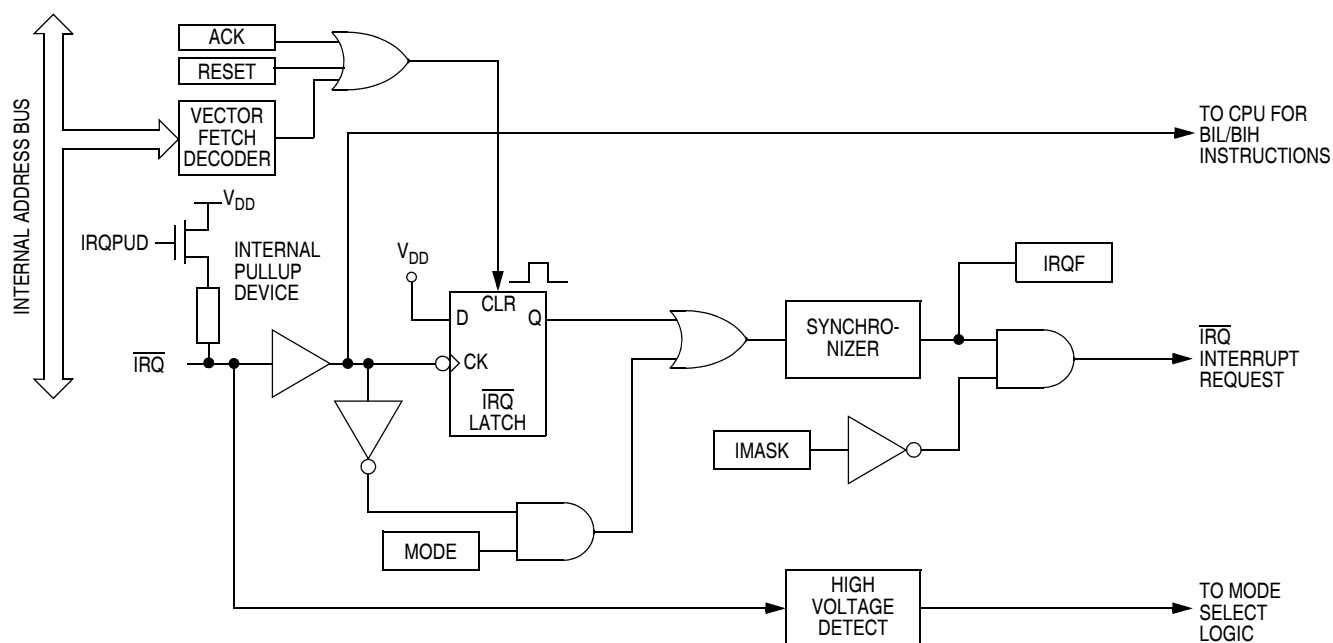 INTERNAL ADDRESS BUS
ACK
RESET
VECTOR
FETCH
DECODER
TO CPU FOR
BIL/BIH
INSTRUCTIONS
VDD
IRQPUD
INTERNAL
PULLUP
DEVICE
VDD
CLR
D
Q
CK
IRQ
LATCH
IRQ
SYNCHRO-
NIZER
IRQF
IRQ
INTERRUPT
REQUEST
IMASK
MODE
HIGH
VOLTAGE
DETECT
TO MODE
SELECT
LOGIC